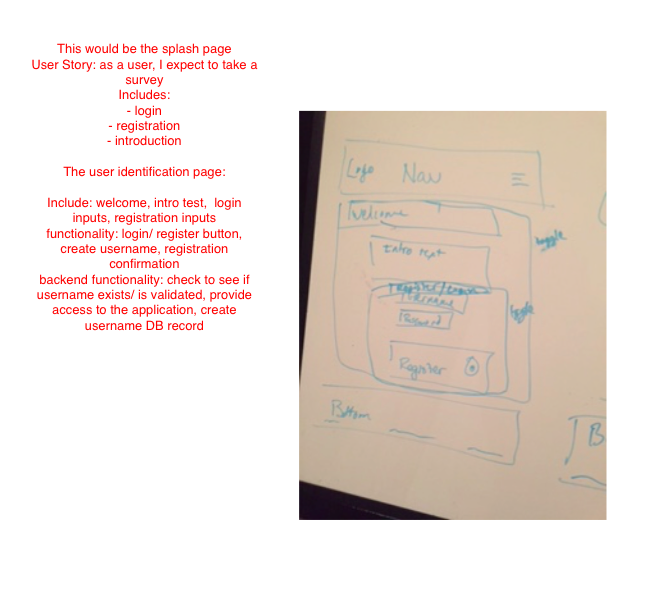 This would be the splash page
User Story: as a user, I expect to take a
survey
Includes:
- login
- registration
- introduction
The user identification page:
Include: welcome, intro test,  login
inputs, registration inputs
functionality: login/ register button,
create username, registration
confirmation
backend functionality: check to see if
username exists/ is validated, provide
access to the application, create
username DB record
Logo Nav
Welcome
toggle
Intro text
Register/
Username
toggle
Password
Register
Bottom
B